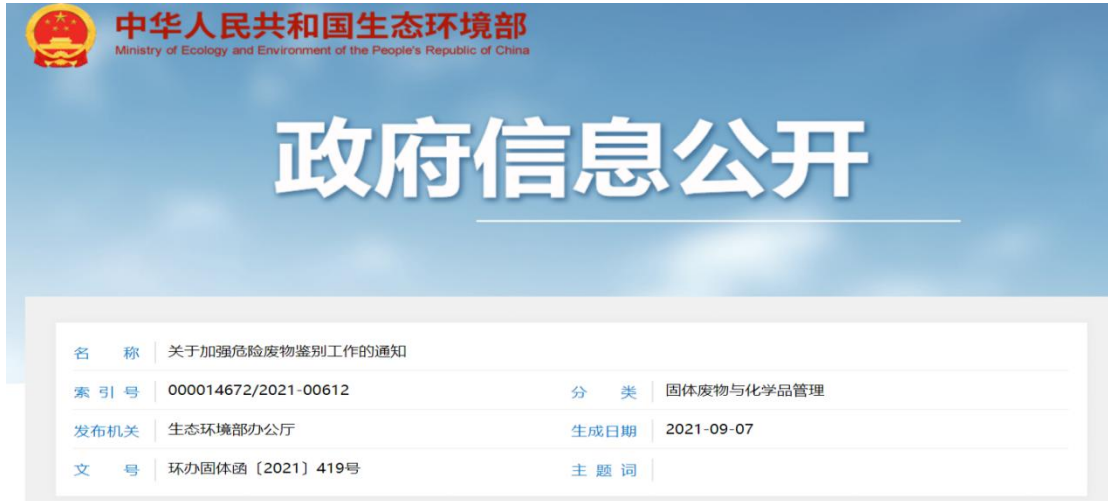 中华人民共和国生态环境部
Ministry of Ecology and Environment of the People's Republic of China
政府信息公开
名 称 关于加强危险废物鉴别工作的通知
索 引 号 000014672/2021-00612 分 类 固体废物与化学品管理
发布机关 生态环境部办公厅 生成日期 2021-09-07
文 号 环办固体函〔2021〕419号 主 题 词